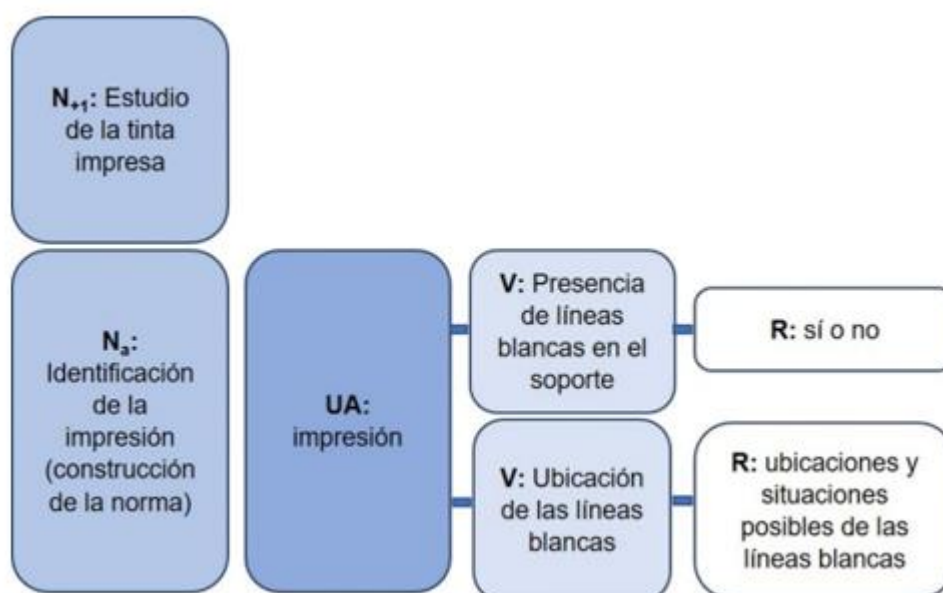 N+1: Estudio
de la tinta
impresa
Na:
Identificación
de la
impresión
(construcción
de la norma)
UA:
impresión
V: Presencia
de líneas
blancas en el
soporte
R: sí o no
V: Ubicación
de las líneas
blancas
R: ubicaciones y
situaciones
posibles de las
líneas blancas